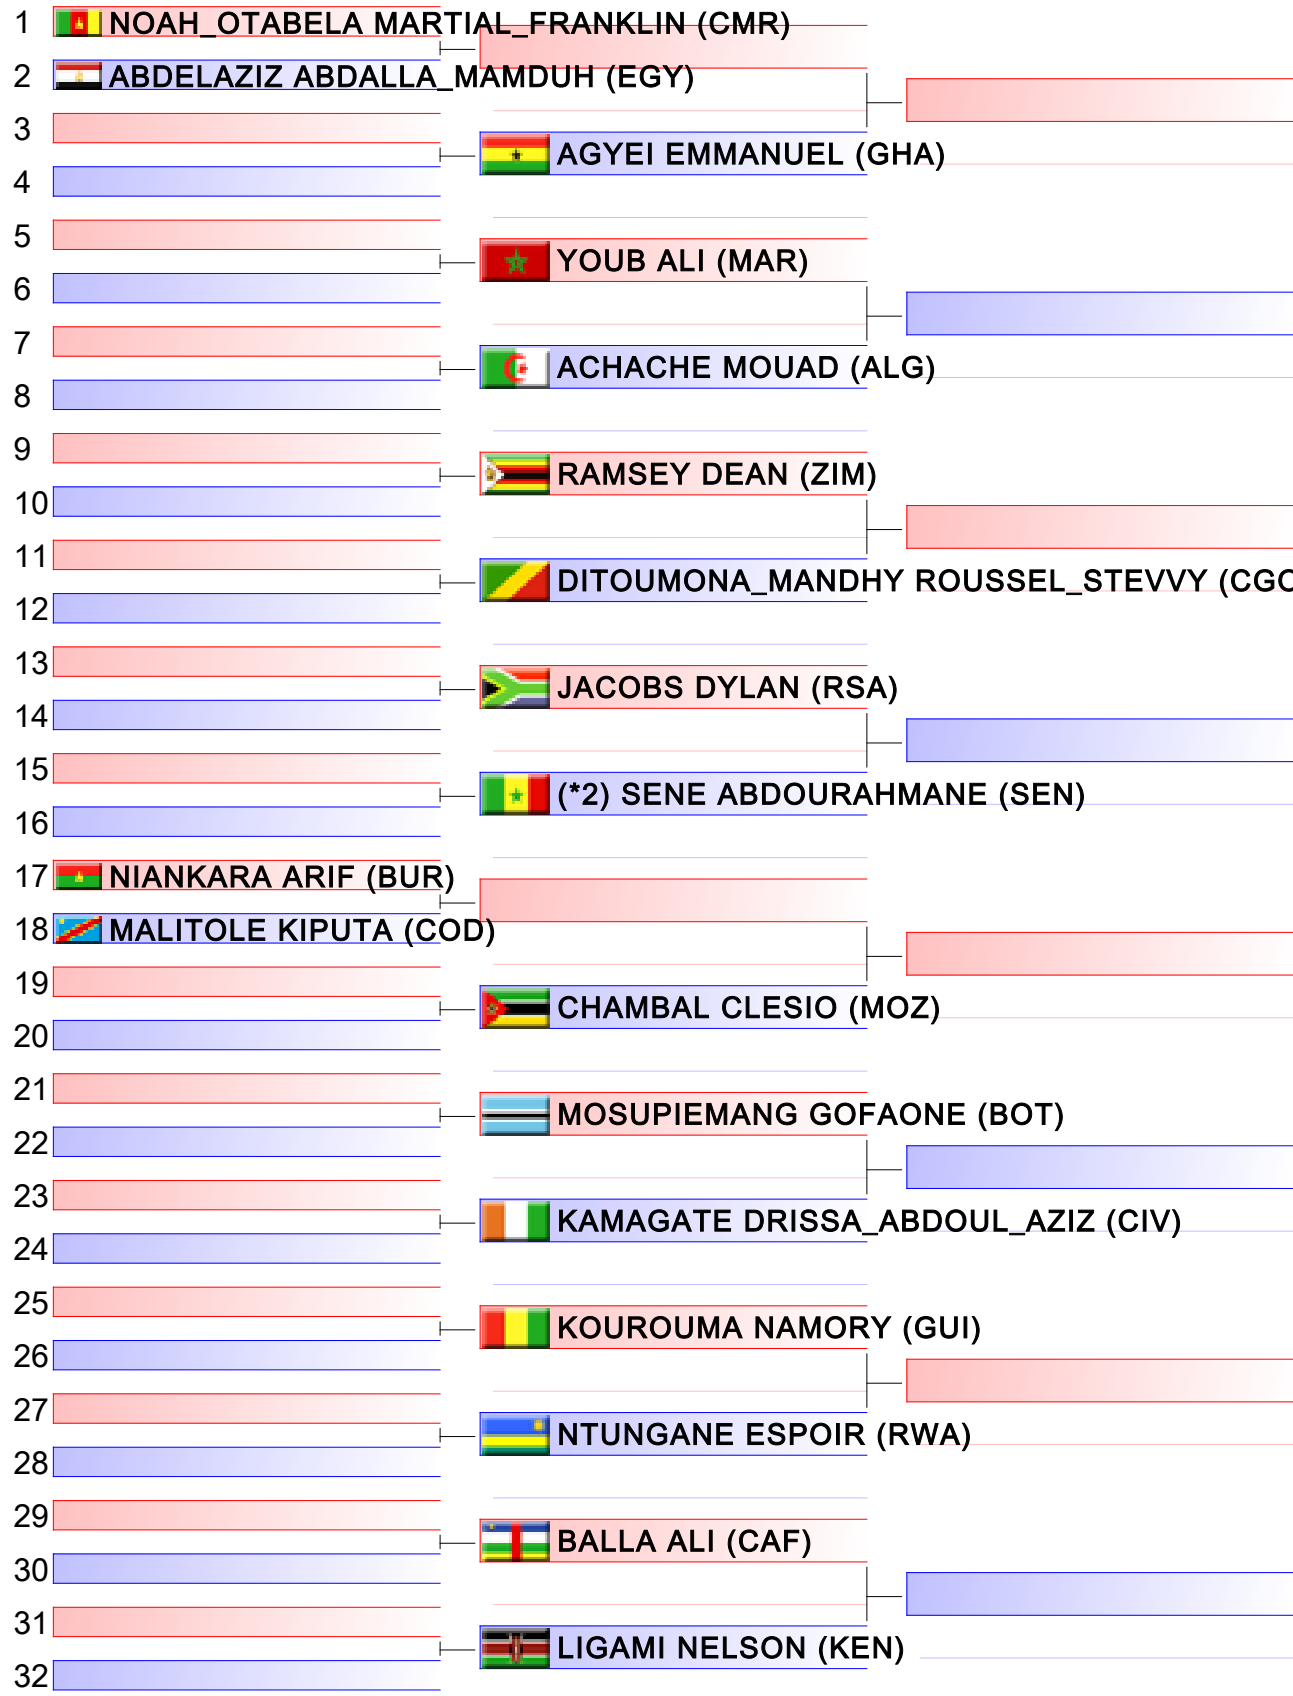 1 NOAH_OTABELA MARTIAL_FRANKLIN (CMR)
2 ABDELAZIZ ABDALLA_MAMDUH (EGY)
3
AGYEI EMMANUEL (GHA)
4
5
YOUB ALI (MAR)
6
7
ACHACHE MOUAD (ALG)
8
9
RAMSEY DEAN (ZIM)
10
11
DITOUMONA_MANDHY ROUSSEL_STEVVY (CGO
12
13
JACOBS DYLAN (RSA)
14
15
(*2) SENE ABDOURAHMANE (SEN)
16
17 NIANKARA ARIF (BUR)
18 MALITOLE KIPUTA (COD)
19
CHAMBAL CLESIO (MOZ)
20
21
MOSUPIEMANG GOFAONE (BOT)
22
23
KAMAGATE DRISSA_ABDOUL_AZIZ (CIV)
24
25
KOUROUMA NAMORY (GUI)
26
27
NTUNGANE ESPOIR (RWA)
28
29
BALLA ALI (CAF)
30
31
LIGAMI NELSON (KEN)
32